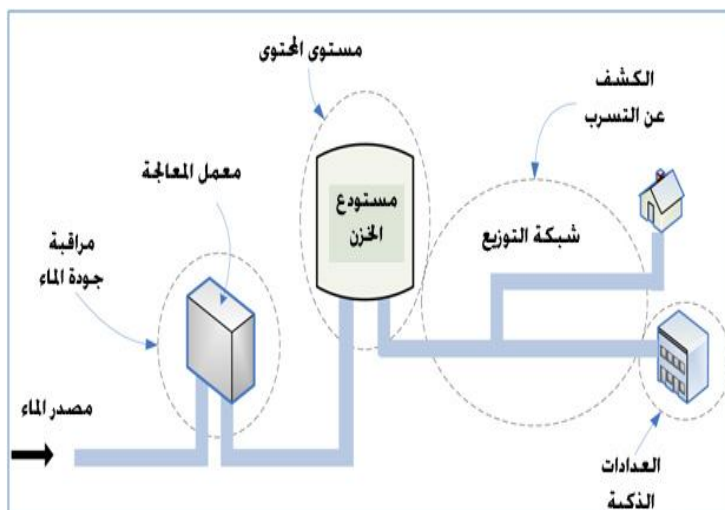 مستوى المحتوى
الكشف
عن التسرب
معمل المعالجة
مستودع
الخزن
شبكة التوزيع
مراقبة
جودة الماء
مصدر الماء
العدادات
الذكية